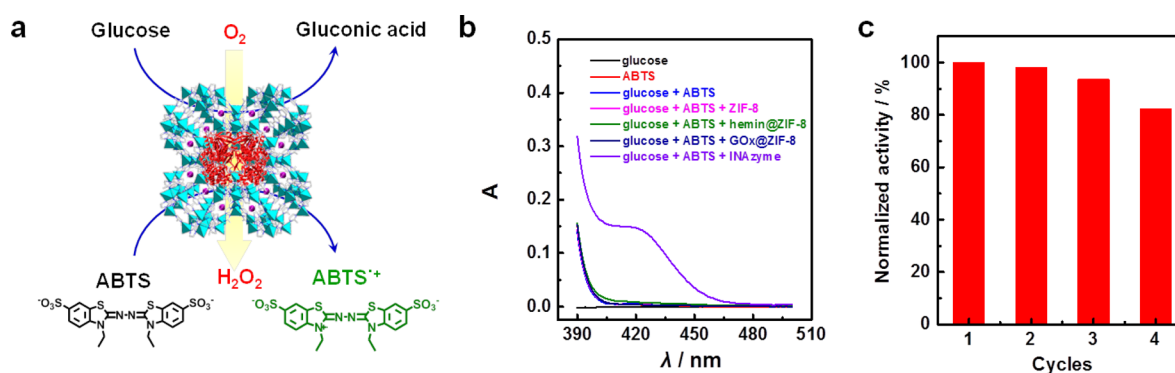 a
Glucose
O₂
Gluconic acid
ABTS
H₂O₂
ABTS·+
⁻O₃S
S
S
SO₃⁻
N
N-N
N
⁻O₃S
S
S
SO₃⁻
N+
N-N
N
b
0.5
0.4
0.3
0.2
0.1
0.0
A
glucose
ABTS
glucose + ABTS
glucose + ABTS + ZIF-8
glucose + ABTS + hemin@ZIF-8
glucose + ABTS + GOx@ZIF-8
glucose + ABTS + INAzyme
390
420
450
480
510
λ / nm
c
100
80
60
40
20
0
Normalized activity / %
1
2
3
4
Cycles